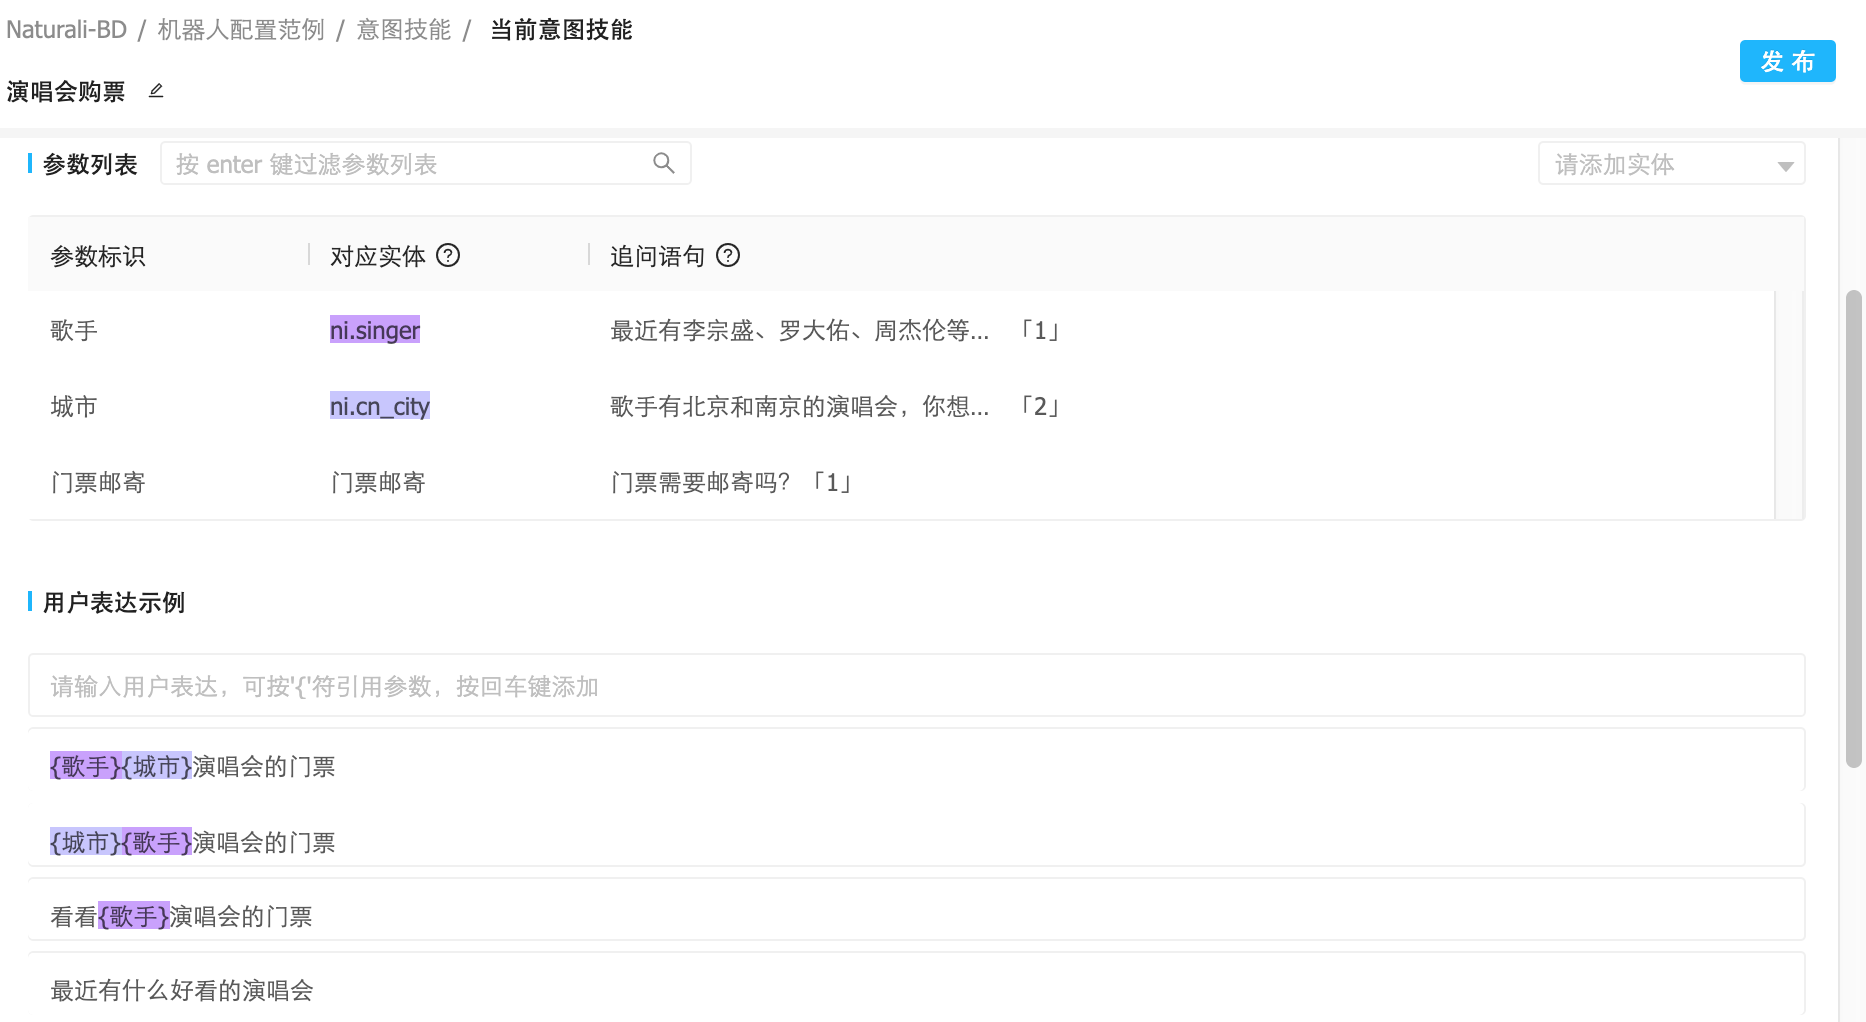 Naturali-BD / 机器人配置范例 / 意图技能 / 当前意图技能
发 布
演唱会购票
参数列表 按 enter 键过滤参数列表 请添加实体
参数标识 对应实体 ? 追问语句 ?
歌手 ni.singer 最近有李宗盛、罗大佑、周杰伦等... 「1」
城市 ni.cn_city 歌手有北京和南京的演唱会，你想... 「2」
门票邮寄 门票邮寄 门票需要邮寄吗？「1」
用户表达示例
请输入用户表达，可按'{'符引用参数，按回车键添加
{歌手}{城市}演唱会的门票
{城市}{歌手}演唱会的门票
看看{歌手}演唱会的门票
最近有什么好看的演唱会